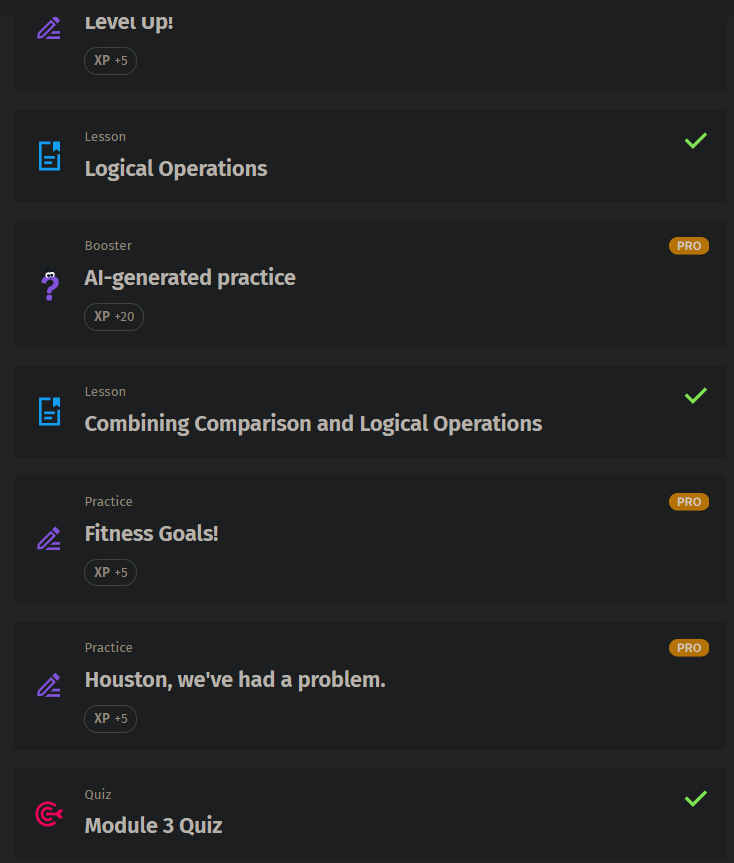 Level Up!
XP +5
Lesson
Logical Operations
Booster
PRO
AI-generated practice
XP +20
Lesson
Combining Comparison and Logical Operations
Practice
PRO
Fitness Goals!
XP +5
Practice
PRO
Houston, we've had a problem.
XP +5
Quiz
Module 3 Quiz